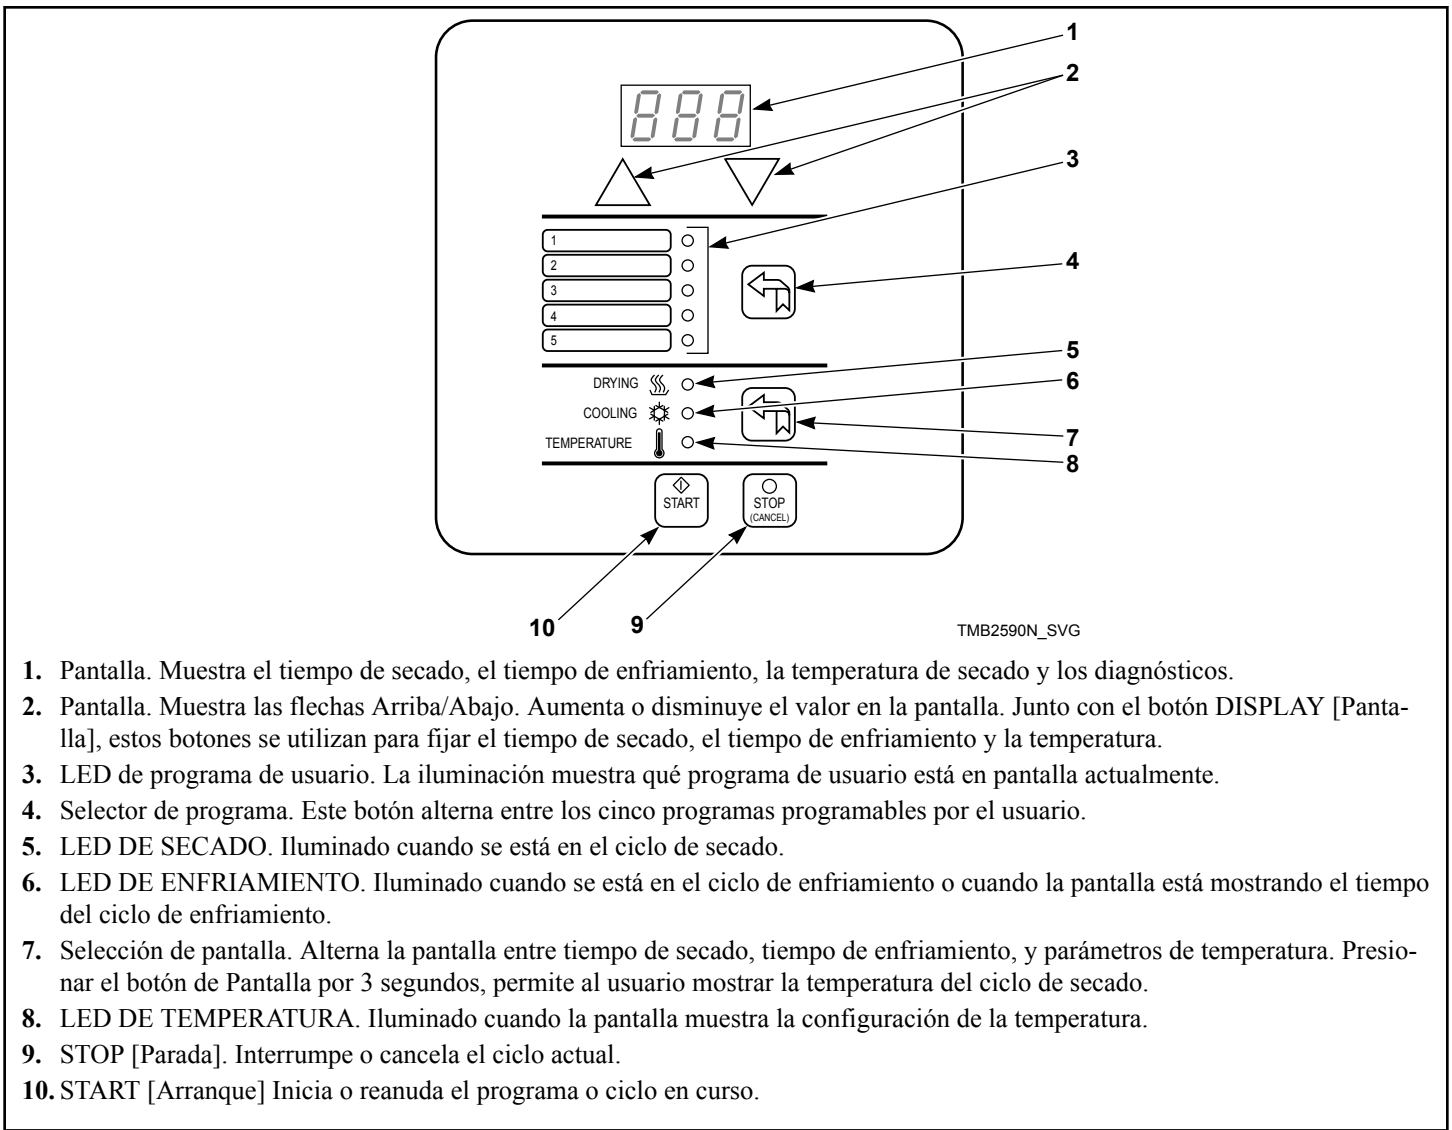 1
2
888
3
1
2
3
4
5
4
5
DRYING
6
COOLING
7
TEMPERATURE
8
START
STOP
(CANCEL)
10
9
TMB2590N_SVG
1. Pantalla. Muestra el tiempo de secado, el tiempo de enfriamiento, la temperatura de secado y los diagnósticos.
2. Pantalla. Muestra las flechas Arriba/Abajo. Aumenta o disminuye el valor en la pantalla. Junto con el botón DISPLAY [Panta-
lla], estos botones se utilizan para fijar el tiempo de secado, el tiempo de enfriamiento y la temperatura.
3. LED de programa de usuario. La iluminación muestra qué programa de usuario está en pantalla actualmente.
4. Selector de programa. Este botón alterna entre los cinco programas programables por el usuario.
5. LED DE SECADO. Iluminado cuando se está en el ciclo de secado.
6. LED DE ENFRIAMIENTO. Iluminado cuando se está en el ciclo de enfriamiento o cuando la pantalla está mostrando el tiempo
del ciclo de enfriamiento.
7. Selección de pantalla. Alterna la pantalla entre tiempo de secado, tiempo de enfriamiento, y parámetros de temperatura. Presio-
nar el botón de Pantalla por 3 segundos, permite al usuario mostrar la temperatura del ciclo de secado.
8. LED DE TEMPERATURA. Iluminado cuando la pantalla muestra la configuración de la temperatura.
9. STOP [Parada]. Interrumpe o cancela el ciclo actual.
10. START [Arranque] Inicia o reanuda el programa o ciclo en curso.